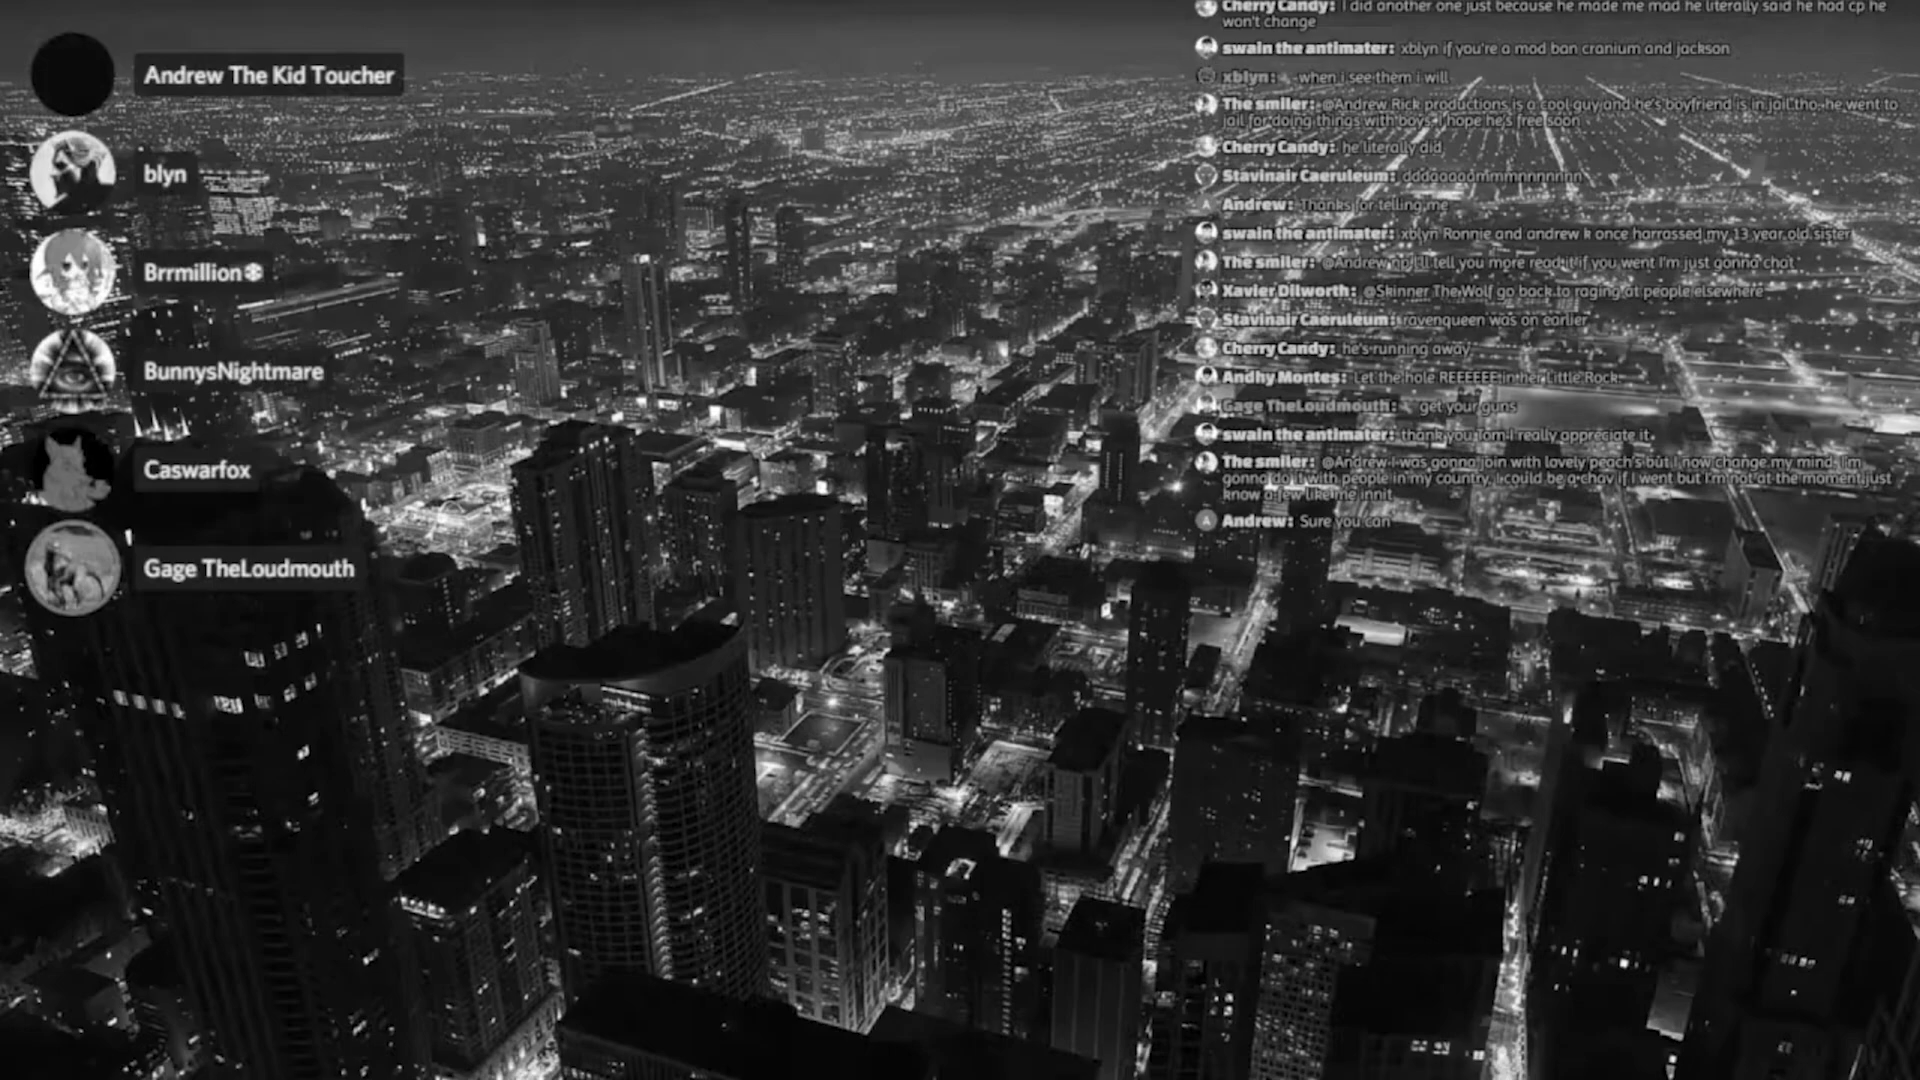 Andrew The Kid Toucher
blyn
Brrmillion
BunnysNightmare
Caswarfox
Gage TheLoudmouth
Cherry Candy: I did another one just because he made me mad he literally said he had cp he
won't change
swain the antimater: xblyn if you're a mod ban cranium and jackson
xblyn: when i see them i will
The smiler: @Andrew Rick productions is a cool guy and he's boyfriend is in jail tho, he went to
jail for doing things with boys, I hope he's free soon
Cherry Candy: he literally did
Stavinair Caeruleum:
Andrew: Thanks for telling me
swain the antimater: xblyn Ronnie and andrew k once harrassed my 13 year old sister
The smiler: @Andrew np I'll tell you more read it if you went I'm just gonna chat
Xavier Dilworth: @Skinner TheWolf go back to raging at people elsewhere
Stavinair Caeruleum: ravenqueen was on earlier
Cherry Candy: he's running away
Andhy Montes: Let the hole REEEEEE in her Little Rock
Gage TheLoudmouth: get your guns
swain the antimater: thank you Tom I really appreciate it
The smiler: @Andrew I was gonna join with lovely peach's but I now change my mind, I'm
gonna do it with people in my country, I could be a chav if I went but I'm not at the moment just
know a few like me innit
Andrew: Sure you can